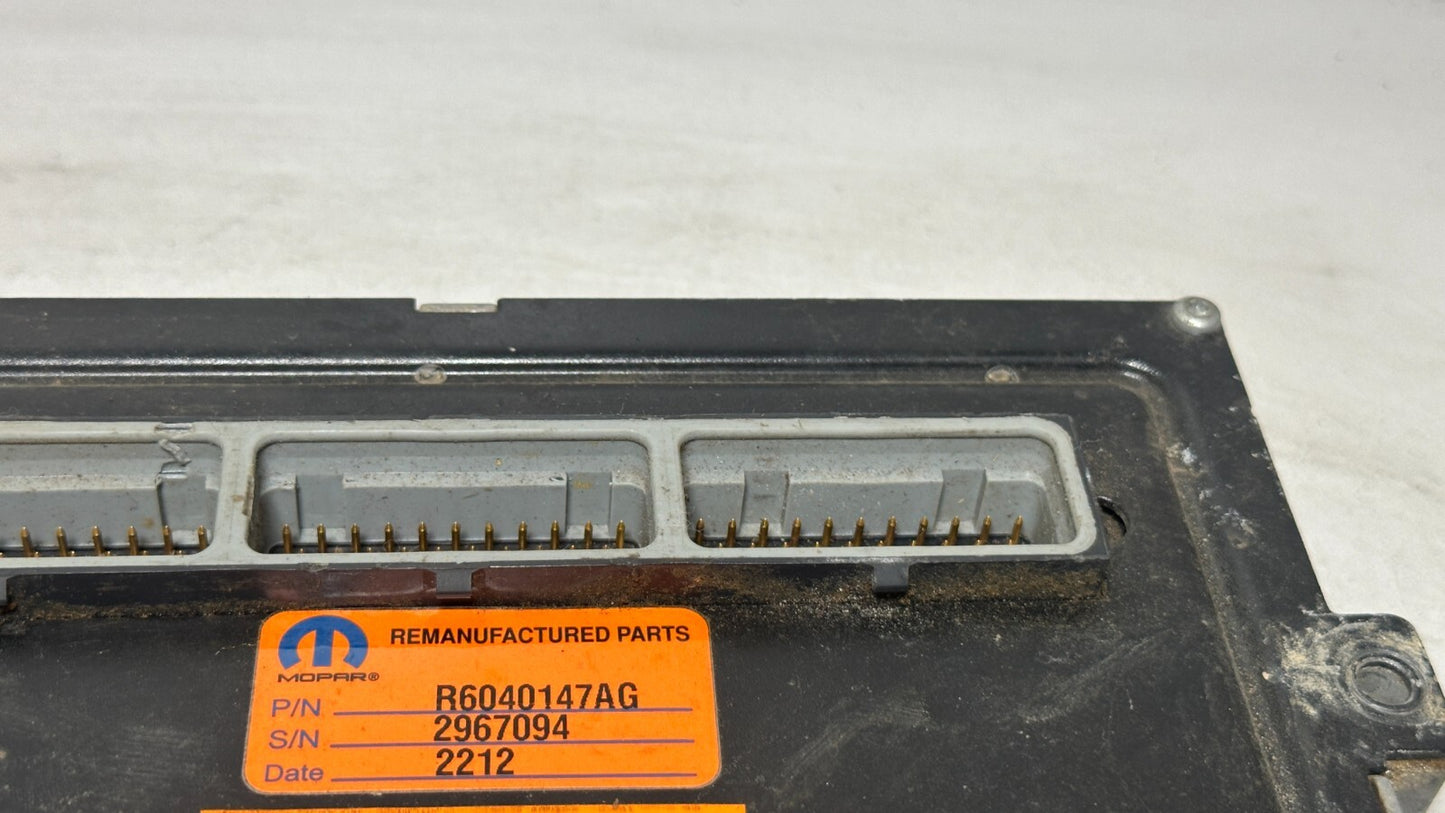 REMANUFACTURED PARTS
MOPAR®
P/N R6040147AG
S/N 2967094
Date 2212